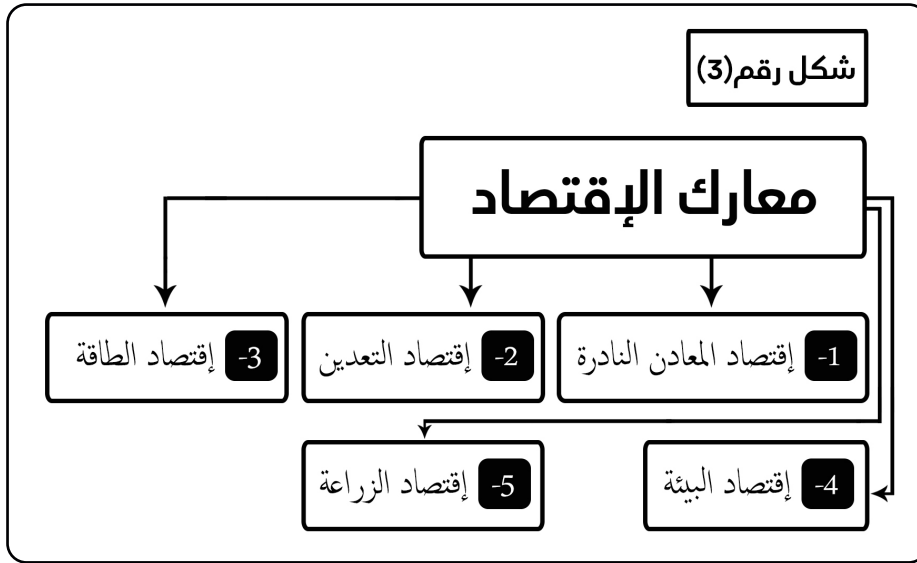 شكل رقم(3)
معارك الإقتصاد
1- إقتصاد المعادن النادرة
2- إقتصاد التعدين
3- إقتصاد الطاقة
4- إقتصاد البيئة
5- إقتصاد الزراعة